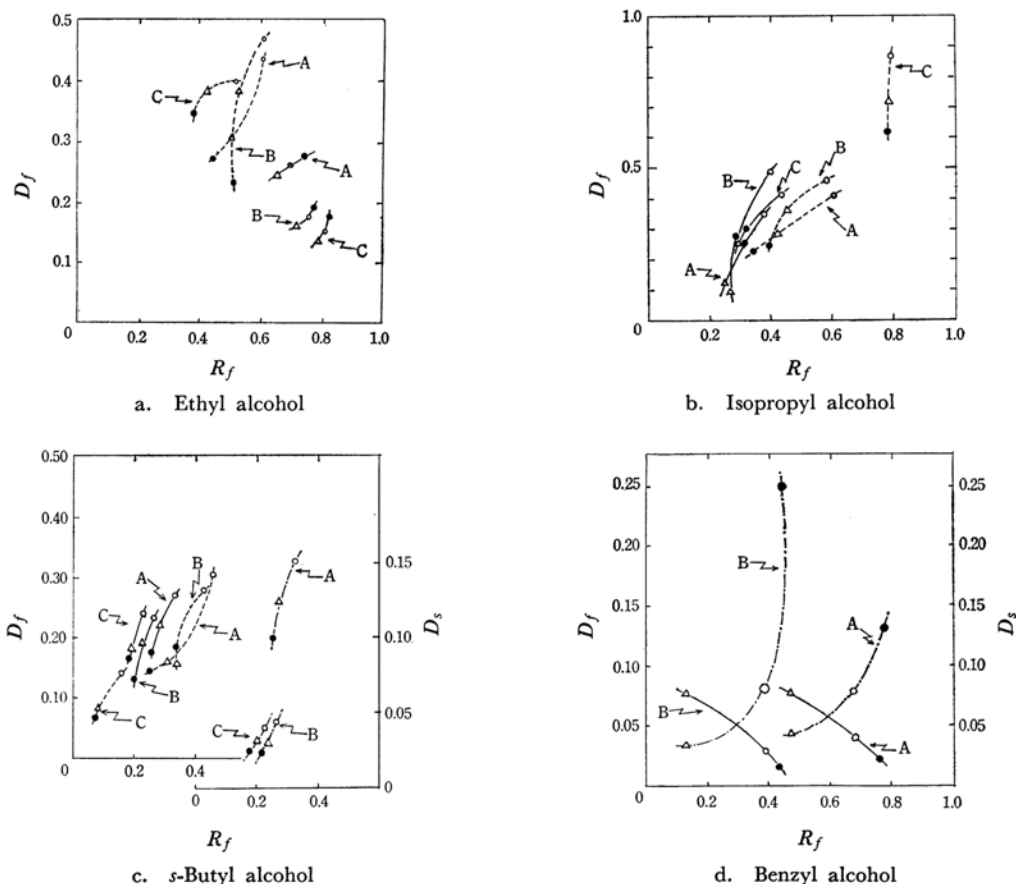 0.5
0.4
0.3
0.2
0.1
0
0.2
0.4
0.6
0.8
1.0
D_f
R_f
A
C
B
A
B
C
a. Ethyl alcohol
1.0
0.5
0
0.2
0.4
0.6
0.8
1.0
D_f
R_f
C
B
B
C
A
A
b. Isopropyl alcohol
0.50
0.40
0.30
0.20
0.10
0
0.2
0.4
0
0.2
0.4
0.15
0.10
0.05
0
D_f
D_s
R_f
A
B
A
C
A
B
C
C
B
c. s-Butyl alcohol
0.25
0.20
0.15
0.10
0.05
0
0.2
0.4
0.6
0.8
1.0
0.25
0.20
0.15
0.10
0.05
D_f
D_s
R_f
B
A
B
A
d. Benzyl alcohol